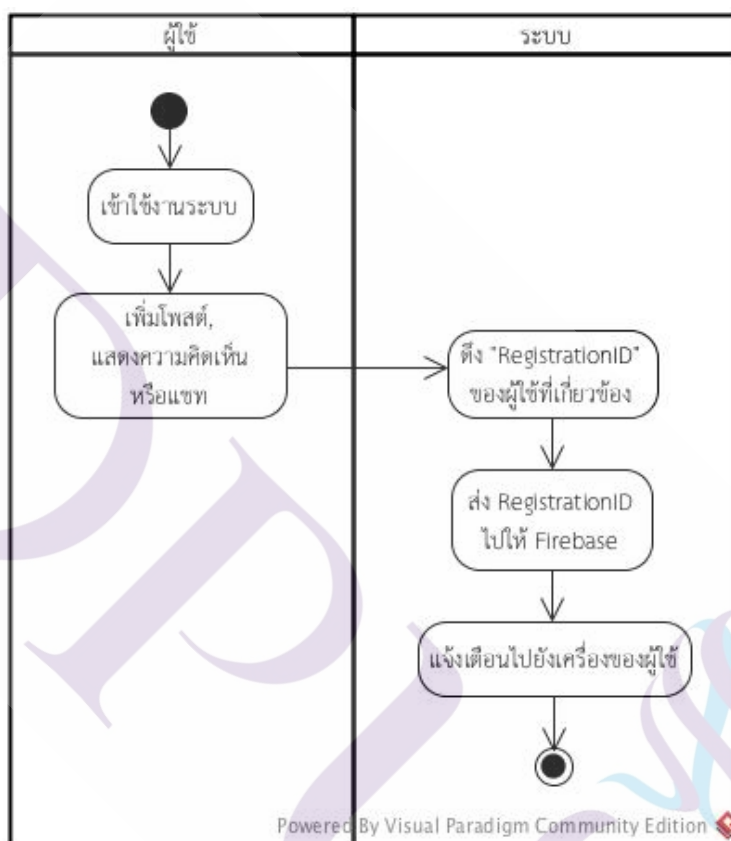 ผู้ใช้
ระบบ
เข้าใช้งานระบบ
เพิ่มโพสต์,
แสดงความคิดเห็น
หรือแชท
ดึง "RegistrationID"
ของผู้ใช้ที่เกี่ยวข้อง
ส่ง RegistrationID
ไปให้ Firebase
แจ้งเตือนไปยังเครื่องของผู้ใช้
Powered By Visual Paradigm Community Edition